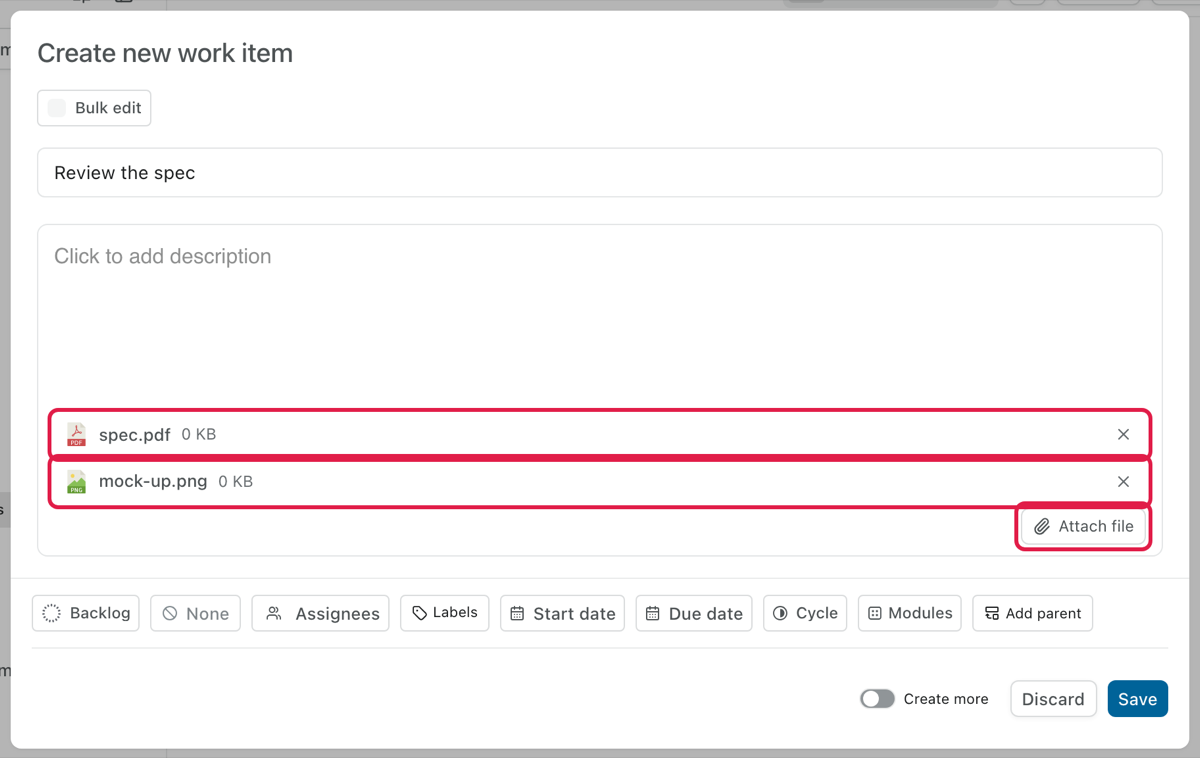 Create new work item
Bulk edit
Review the spec
Click to add description
PDF spec.pdf 0 KB
PNG mock-up.png 0 KB
Attach file
Backlog None Assignees Labels Start date Due date Cycle Modules Add parent
Create more Discard Save